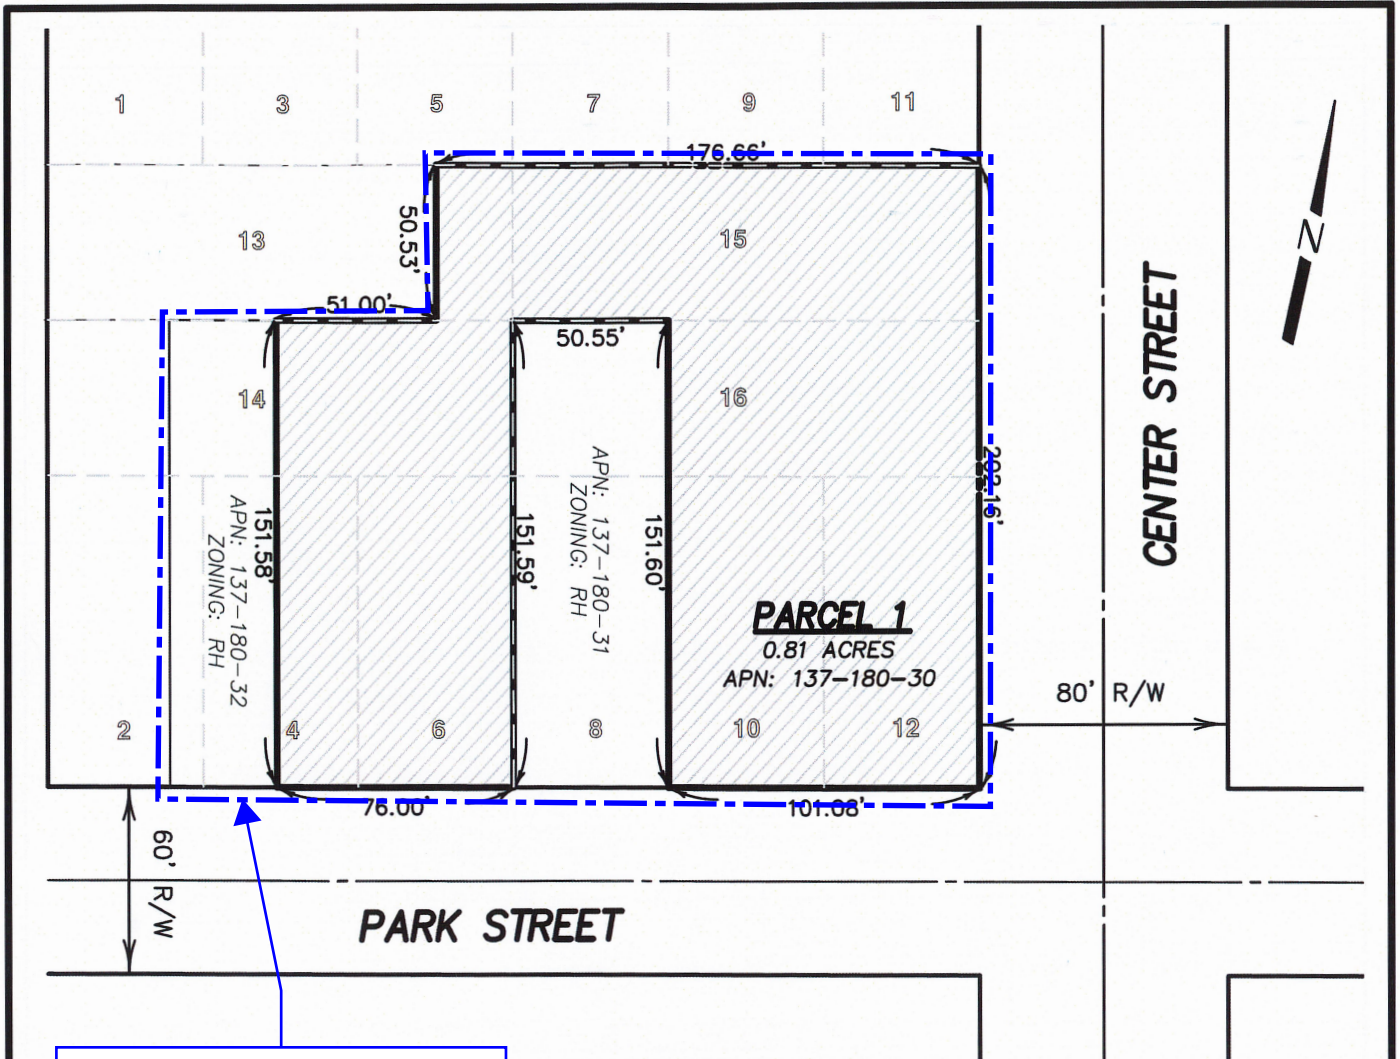 1
3
5
7
9
11
176.66'
13
50.53'
15
N
51.00'
50.55'
14
16
CENTER STREET
202.16'
APN: 137-180-32
ZONING: RH
151.58'
151.59'
APN: 137-180-31
ZONING: RH
151.60'
PARCEL 1
0.81 ACRES
APN: 137-180-30
80' R/W
2
4
6
8
10
12
76.00'
101.08'
60' R/W
PARK STREET